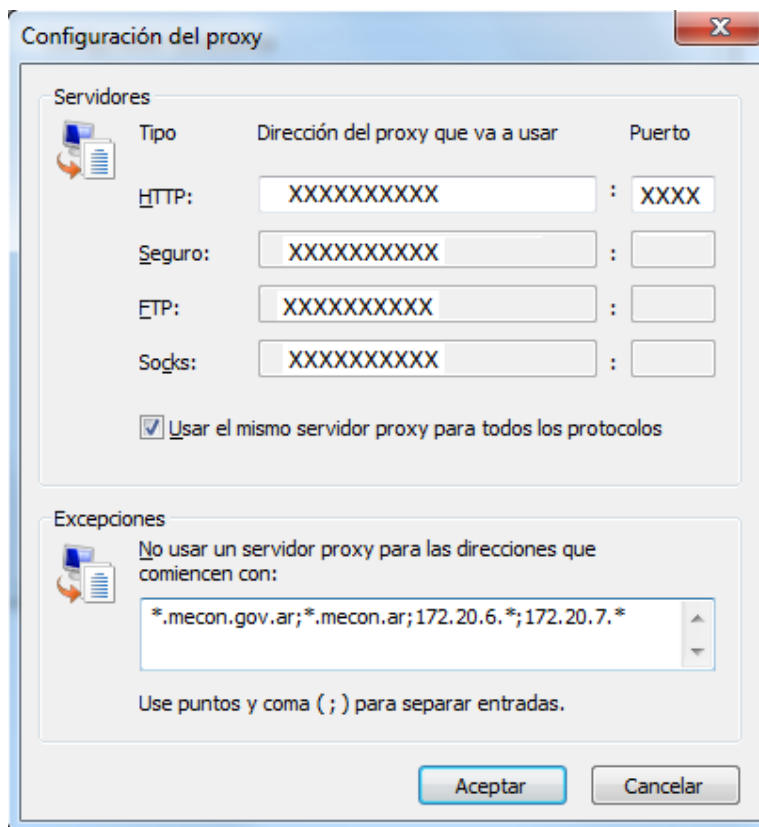 Configuración del proxy
Servidores
Tipo Dirección del proxy que va a usar Puerto
HTTP: XXXXXXXXXX : XXXX
Seguro: XXXXXXXXXX :
FTP: XXXXXXXXXX :
Socks: XXXXXXXXXX :
Usar el mismo servidor proxy para todos los protocolos
Excepciones
No usar un servidor proxy para las direcciones que
comiencen con:
*.mecon.gov.ar;*.mecon.ar;172.20.6.*;172.20.7.*
Use puntos y coma ( ; ) para separar entradas.
Aceptar Cancelar